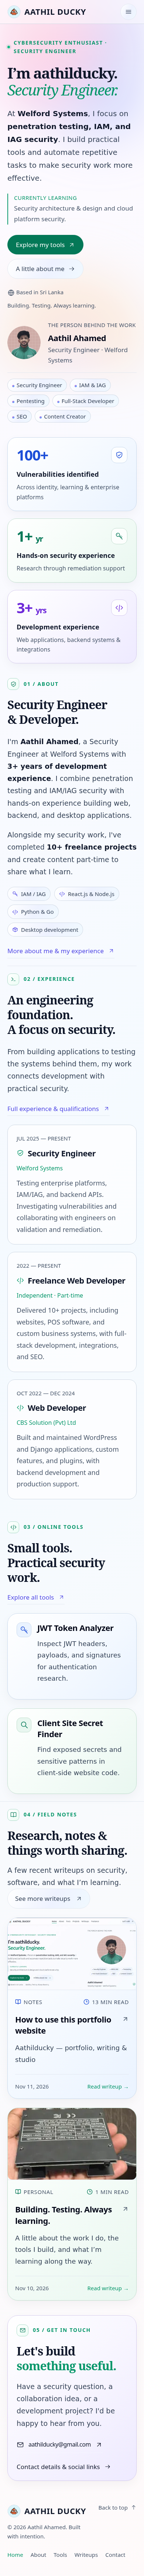 AATHIL DUCKY
CYBERSECURITY ENTHUSIAST ·
SECURITY ENGINEER
I'm aathilducky.
Security Engineer.
At Welford Systems, I focus on
penetration testing, IAM, and
IAG security. I build practical
tools and automate repetitive
tasks to make security work more
effective.
CURRENTLY LEARNING
Security architecture & design and cloud
platform security.
Explore my tools ↗
A little about me →
Based in Sri Lanka
Building. Testing. Always learning.
THE PERSON BEHIND THE WORK
Aathil Ahamed
Security Engineer · Welford
Systems
Security Engineer
IAM & IAG
Pentesting
Full-Stack Developer
SEO
Content Creator
100+
Vulnerabilities identified
Across identity, learning & enterprise
platforms
1+ yr
Hands-on security experience
Research through remediation support
3+ yrs
Development experience
Web applications, backend systems &
integrations
01 / ABOUT
Security Engineer
& Developer.
I'm Aathil Ahamed, a Security
Engineer at Welford Systems with
3+ years of development
experience. I combine penetration
testing and IAM/IAG security with
hands-on experience building web,
backend, and desktop applications.
Alongside my security work, I've
completed 10+ freelance projects
and create content part-time to
share what I learn.
IAM / IAG
React.js & Node.js
Python & Go
Desktop development
More about me & my experience ↗
02 / EXPERIENCE
An engineering
foundation.
A focus on security.
From building applications to testing
the systems behind them, my work
connects development with
practical security.
Full experience & qualifications ↗
JUL 2025 — PRESENT
Security Engineer
Welford Systems
Testing enterprise platforms,
IAM/IAG, and backend APIs.
Investigating vulnerabilities and
collaborating with engineers on
validation and remediation.
2022 — PRESENT
Freelance Web Developer
Independent · Part-time
Delivered 10+ projects, including
websites, POS software, and
custom business systems, with full-
stack development, integrations,
and SEO.
OCT 2022 — DEC 2024
Web Developer
CBS Solution (Pvt) Ltd
Built and maintained WordPress
and Django applications, custom
features, and plugins, with
backend development and
production support.
03 / ONLINE TOOLS
Small tools.
Practical security
work.
Explore all tools ↗
JWT Token Analyzer
Inspect JWT headers,
payloads, and signatures
for authentication
research.
Client Site Secret
Finder
Find exposed secrets and
sensitive patterns in
client-side website code.
04 / FIELD NOTES
Research, notes &
things worth sharing.
A few recent writeups on security,
software, and what I'm learning.
See more writeups ↗
I'm aathilducky.
Security Engineer.
NOTES
13 MIN READ
How to use this portfolio
website
Aathilducky — portfolio, writing &
studio
Nov 11, 2026
Read writeup →
PERSONAL
1 MIN READ
Building. Testing. Always
learning.
A little about the work I do, the
tools I build, and what I'm
learning along the way.
Nov 10, 2026
Read writeup →
05 / GET IN TOUCH
Let's build
something useful.
Have a security question, a
collaboration idea, or a
development project? I'd be
happy to hear from you.
aathilducky@gmail.com ↗
Contact details & social links →
AATHIL DUCKY
Back to top ↑
© 2026 Aathil Ahamed. Built
with intention.
Home
About
Tools
Writeups
Contact